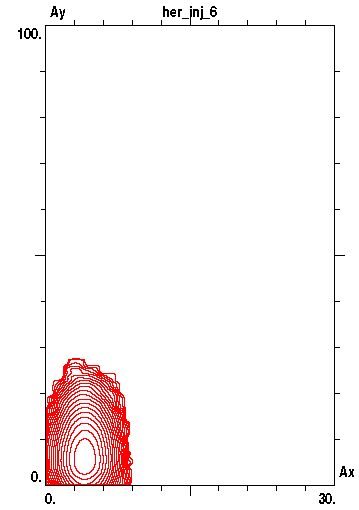 Ay her_inj_6
100.
0. Ax
0. 30.